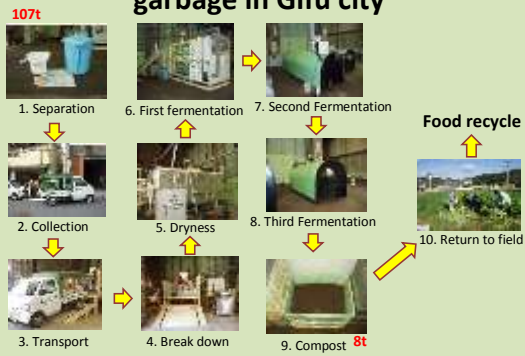 garbage in Gifu city
107t
1. Separation
2. Collection
3. Transport
4. Break down
5. Dryness
6. First fermentation
7. Second Fermentation
8. Third Fermentation
9. Compost 8t
10. Return to field
Food recycle